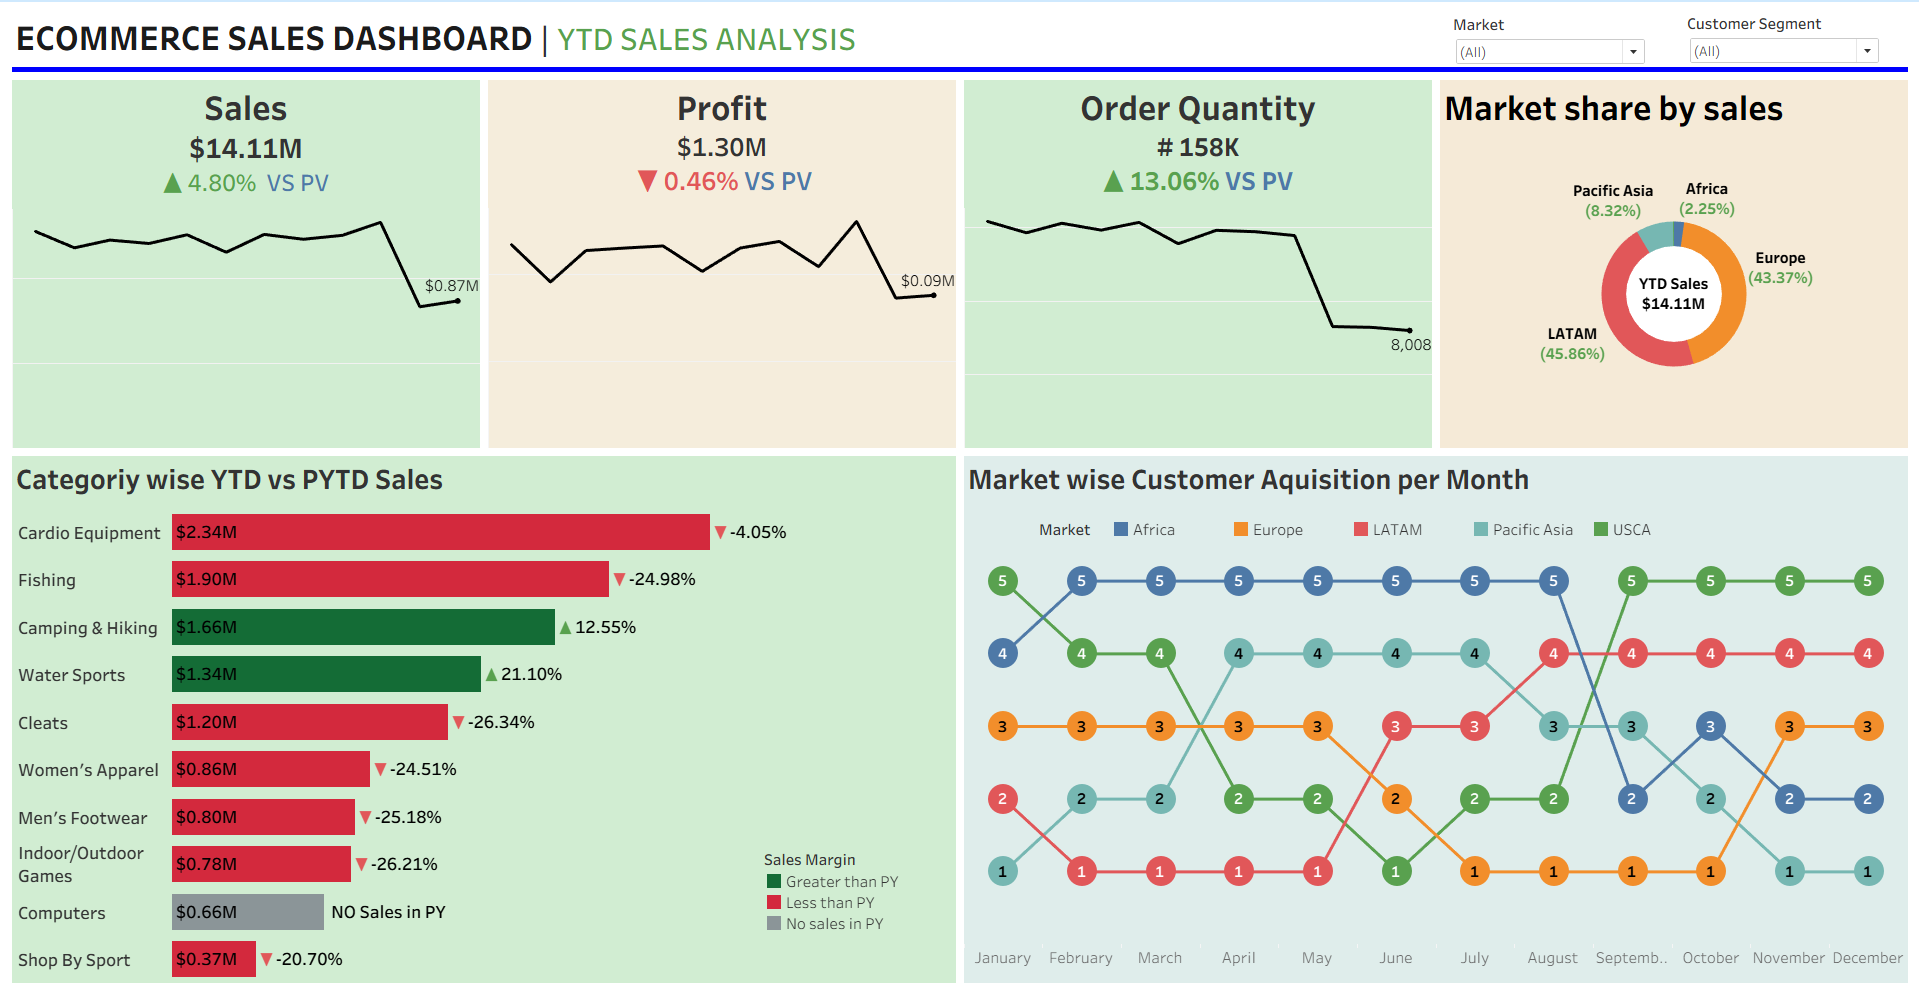 ECOMMERCE SALES DASHBOARD | YTD SALES ANALYSIS
Market
(All)
Customer Segment
(All)
Sales
$14.11M
▲ 4.80% VS PV
$0.87M
Profit
$1.30M
▼ 0.46% VS PV
$0.09M
Order Quantity
# 158K
▲ 13.06% VS PV
8,008
Market share by sales
Pacific Asia
(8.32%)
Africa
(2.25%)
Europe
(43.37%)
YTD Sales
$14.11M
LATAM
(45.86%)
Categoriy wise YTD vs PYTD Sales
Cardio Equipment $2.34M ▼ -4.05%
Fishing $1.90M ▼ -24.98%
Camping & Hiking $1.66M ▲ 12.55%
Water Sports $1.34M ▲ 21.10%
Cleats $1.20M ▼ -26.34%
Women's Apparel $0.86M ▼ -24.51%
Men's Footwear $0.80M ▼ -25.18%
Indoor/Outdoor
Games $0.78M ▼ -26.21%
Computers $0.66M NO Sales in PY
Shop By Sport $0.37M ▼ -20.70%
Sales Margin
Greater than PY
Less than PY
No sales in PY
Market wise Customer Aquisition per Month
Market Africa Europe LATAM Pacific Asia USCA
5 5 5 5 5 5 5 5 5 5 5 5
4 4 4 4 4 4 4 4 4 4 4 4
3 3 3 3 3 3 3 3 3 3 3 3
2 2 2 2 2 2 2 2 2 2 2 2
1 1 1 1 1 1 1 1 1 1 1 1
January February March April May June July August Septemb.. October November December